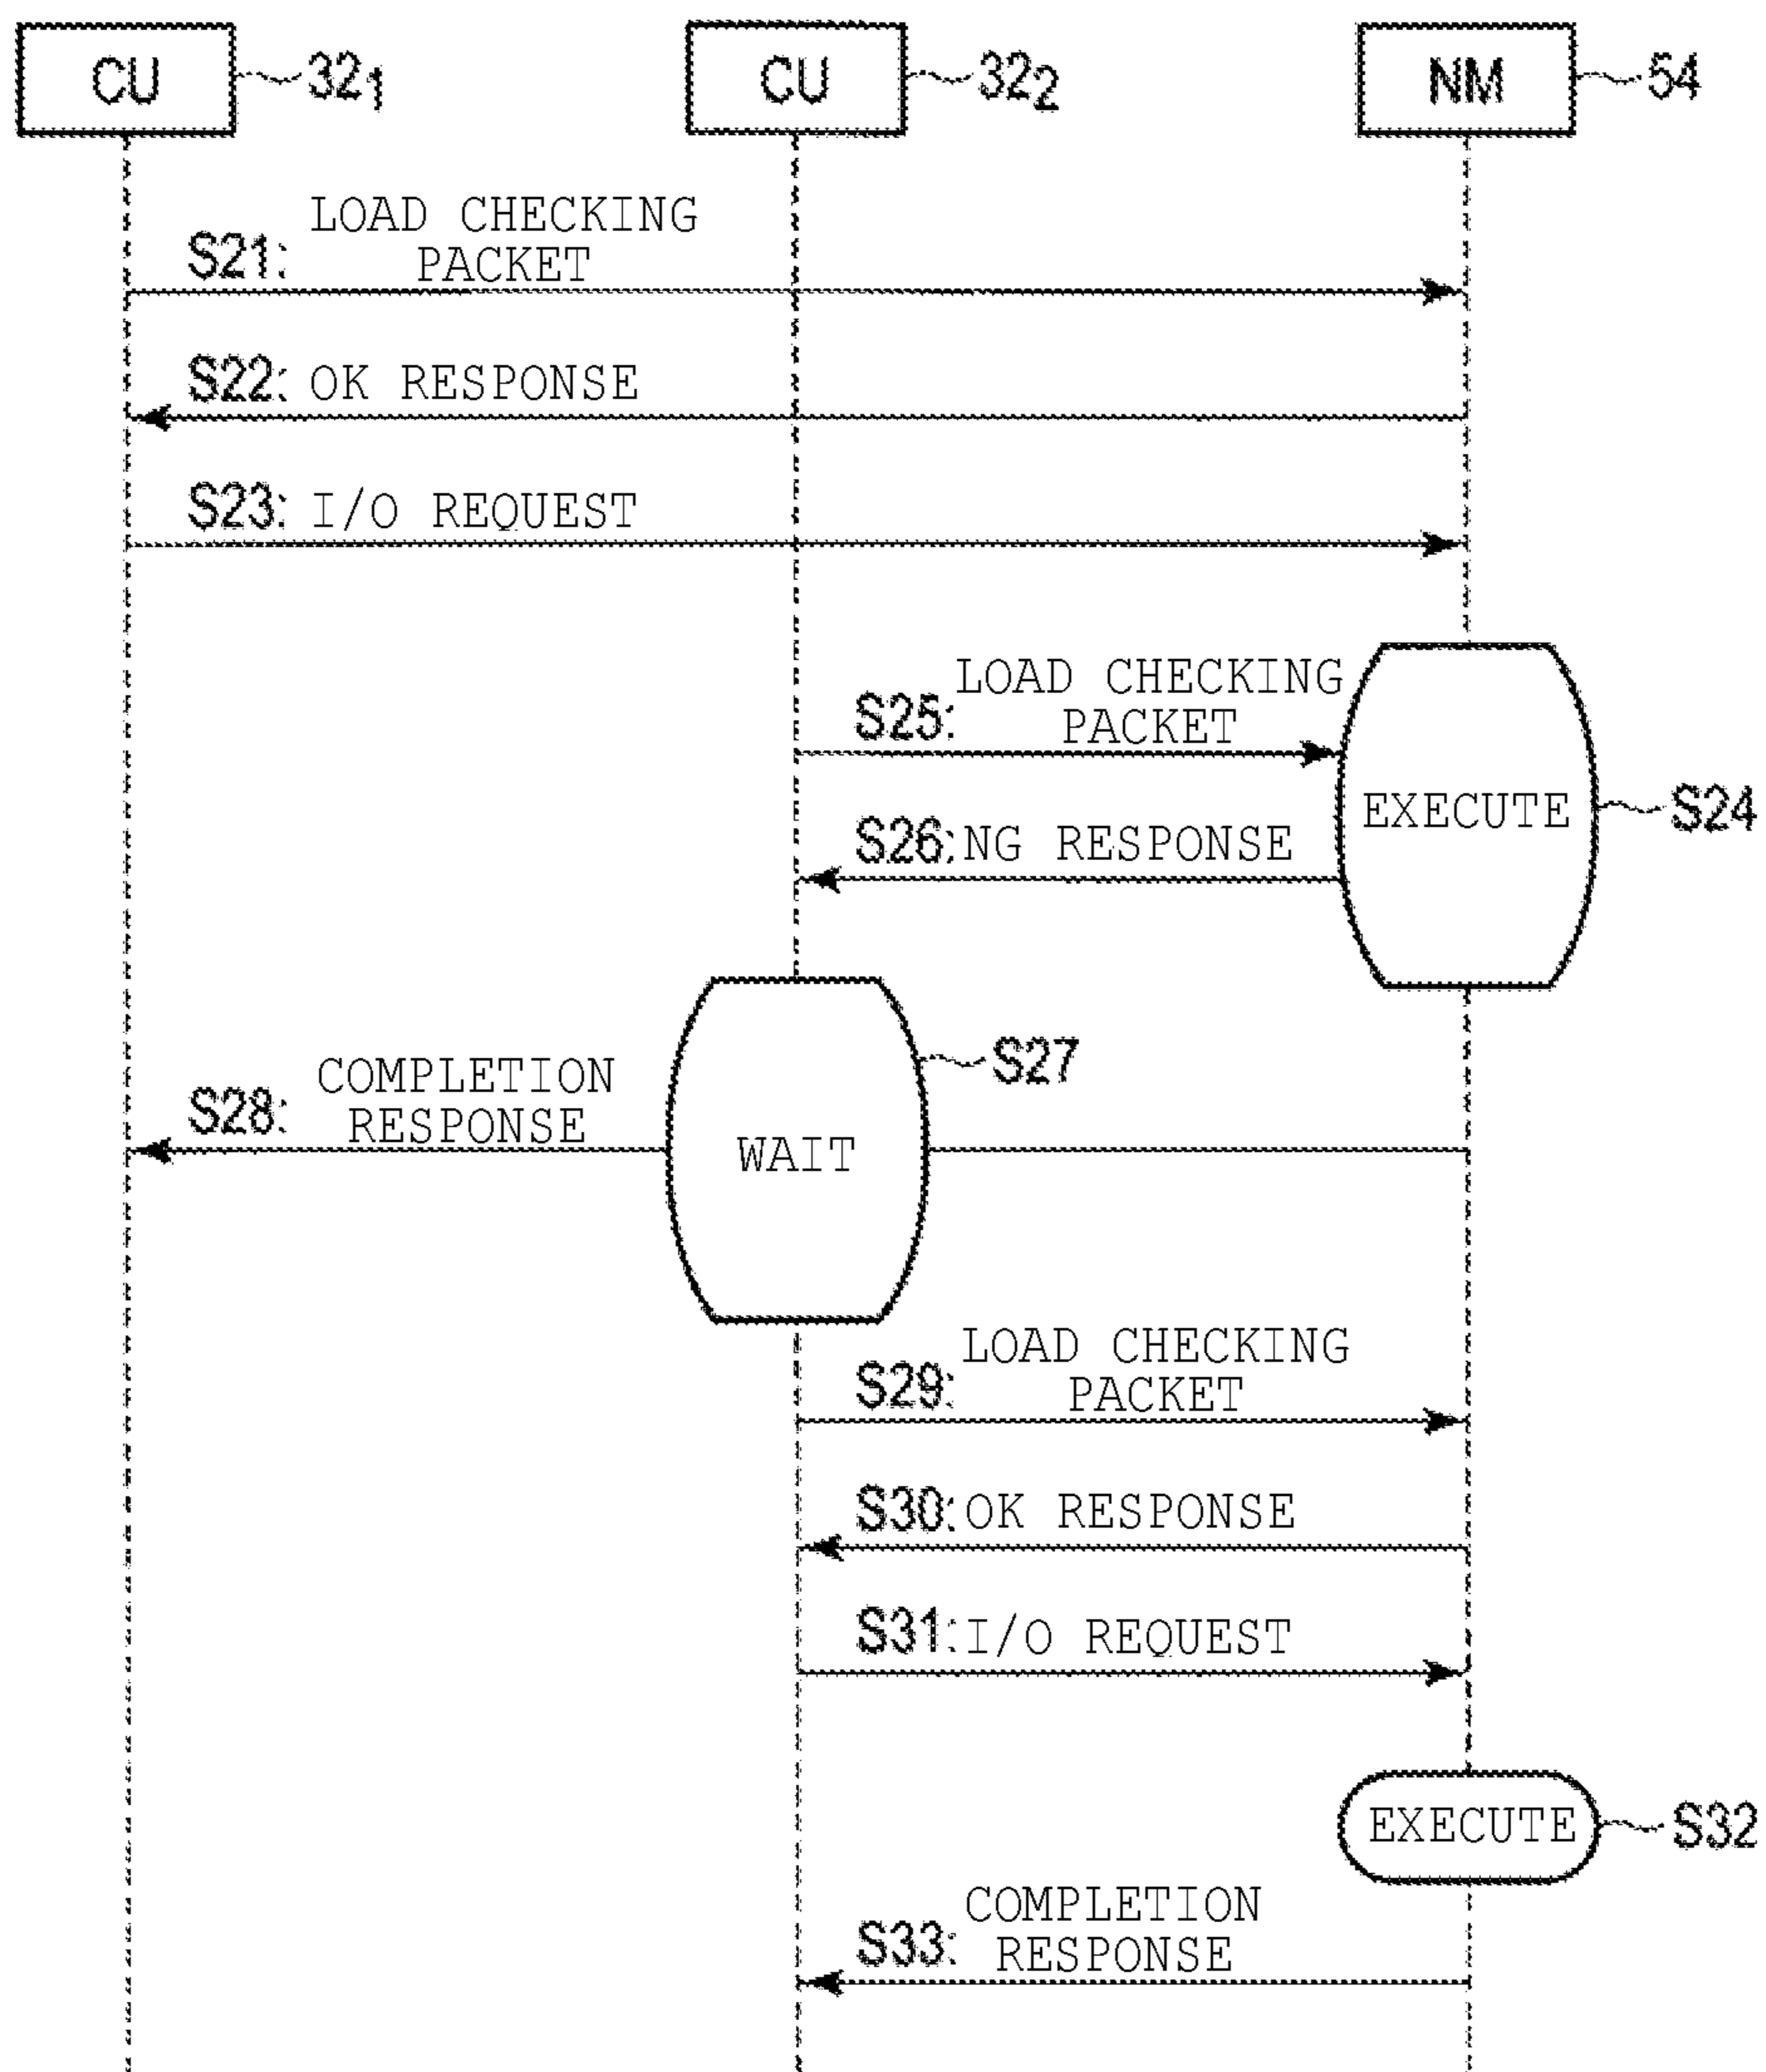 CU 32₁
CU 32₂
NM 54
LOAD CHECKING
S21: PACKET
S22: OK RESPONSE
S23: I/O REQUEST
LOAD CHECKING
S25: PACKET
EXECUTE S24
S26: NG RESPONSE
S27
COMPLETION
S28: RESPONSE
WAIT
LOAD CHECKING
S29: PACKET
S30: OK RESPONSE
S31: I/O REQUEST
EXECUTE S32
COMPLETION
S33: RESPONSE